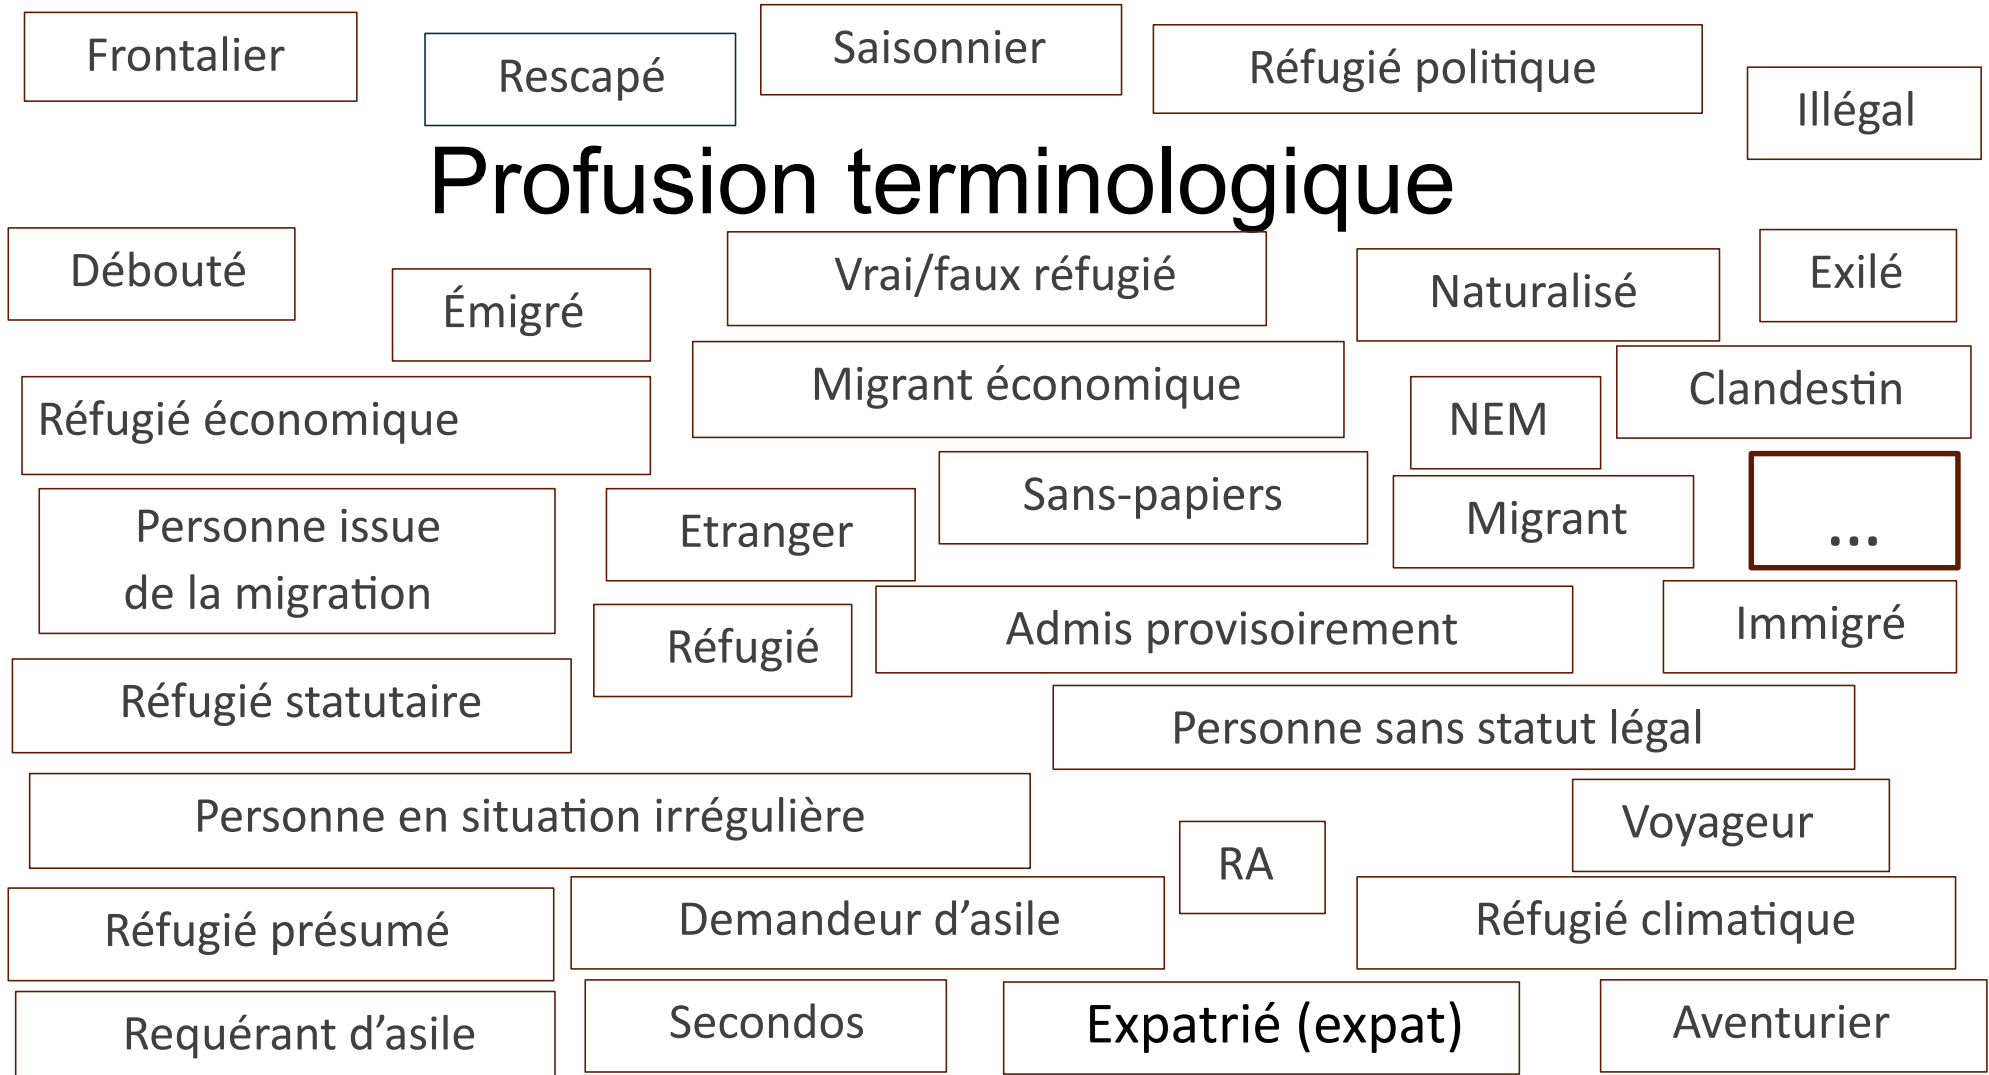 Frontalier
Rescapé
Saisonnier
Réfugié politique
Illégal
Profusion terminologique
Débouté
Émigré
Vrai/faux réfugié
Naturalisé
Exilé
Réfugié économique
Migrant économique
NEM
Clandestin
Personne issue
de la migration
Etranger
Sans-papiers
Migrant
...
Réfugié
Admis provisoirement
Immigré
Réfugié statutaire
Personne sans statut légal
Personne en situation irrégulière
RA
Voyageur
Réfugié présumé
Demandeur d’asile
Réfugié climatique
Requérant d’asile
Secondos
Expatrié (expat)
Aventurier